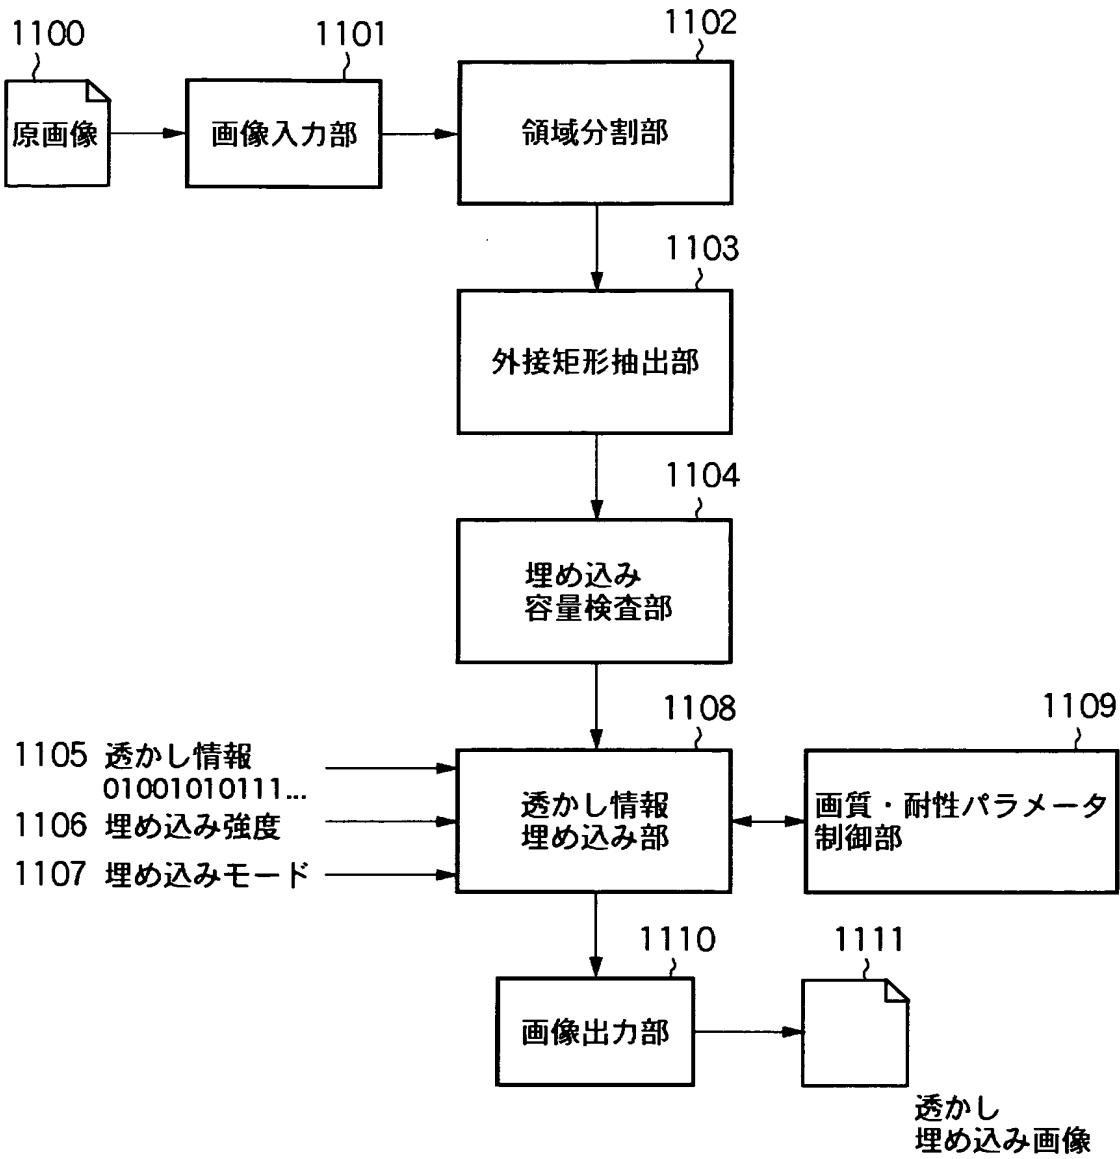 1100
1101
1102
原画像
画像入力部
領域分割部
1103
外接矩形抽出部
1104
埋め込み
容量検査部
1108
1109
1105 透かし情報
01001010111...
1106 埋め込み強度
1107 埋め込みモード
透かし情報
埋め込み部
画質・耐性パラメータ
制御部
1110
1111
画像出力部
透かし
埋め込み画像